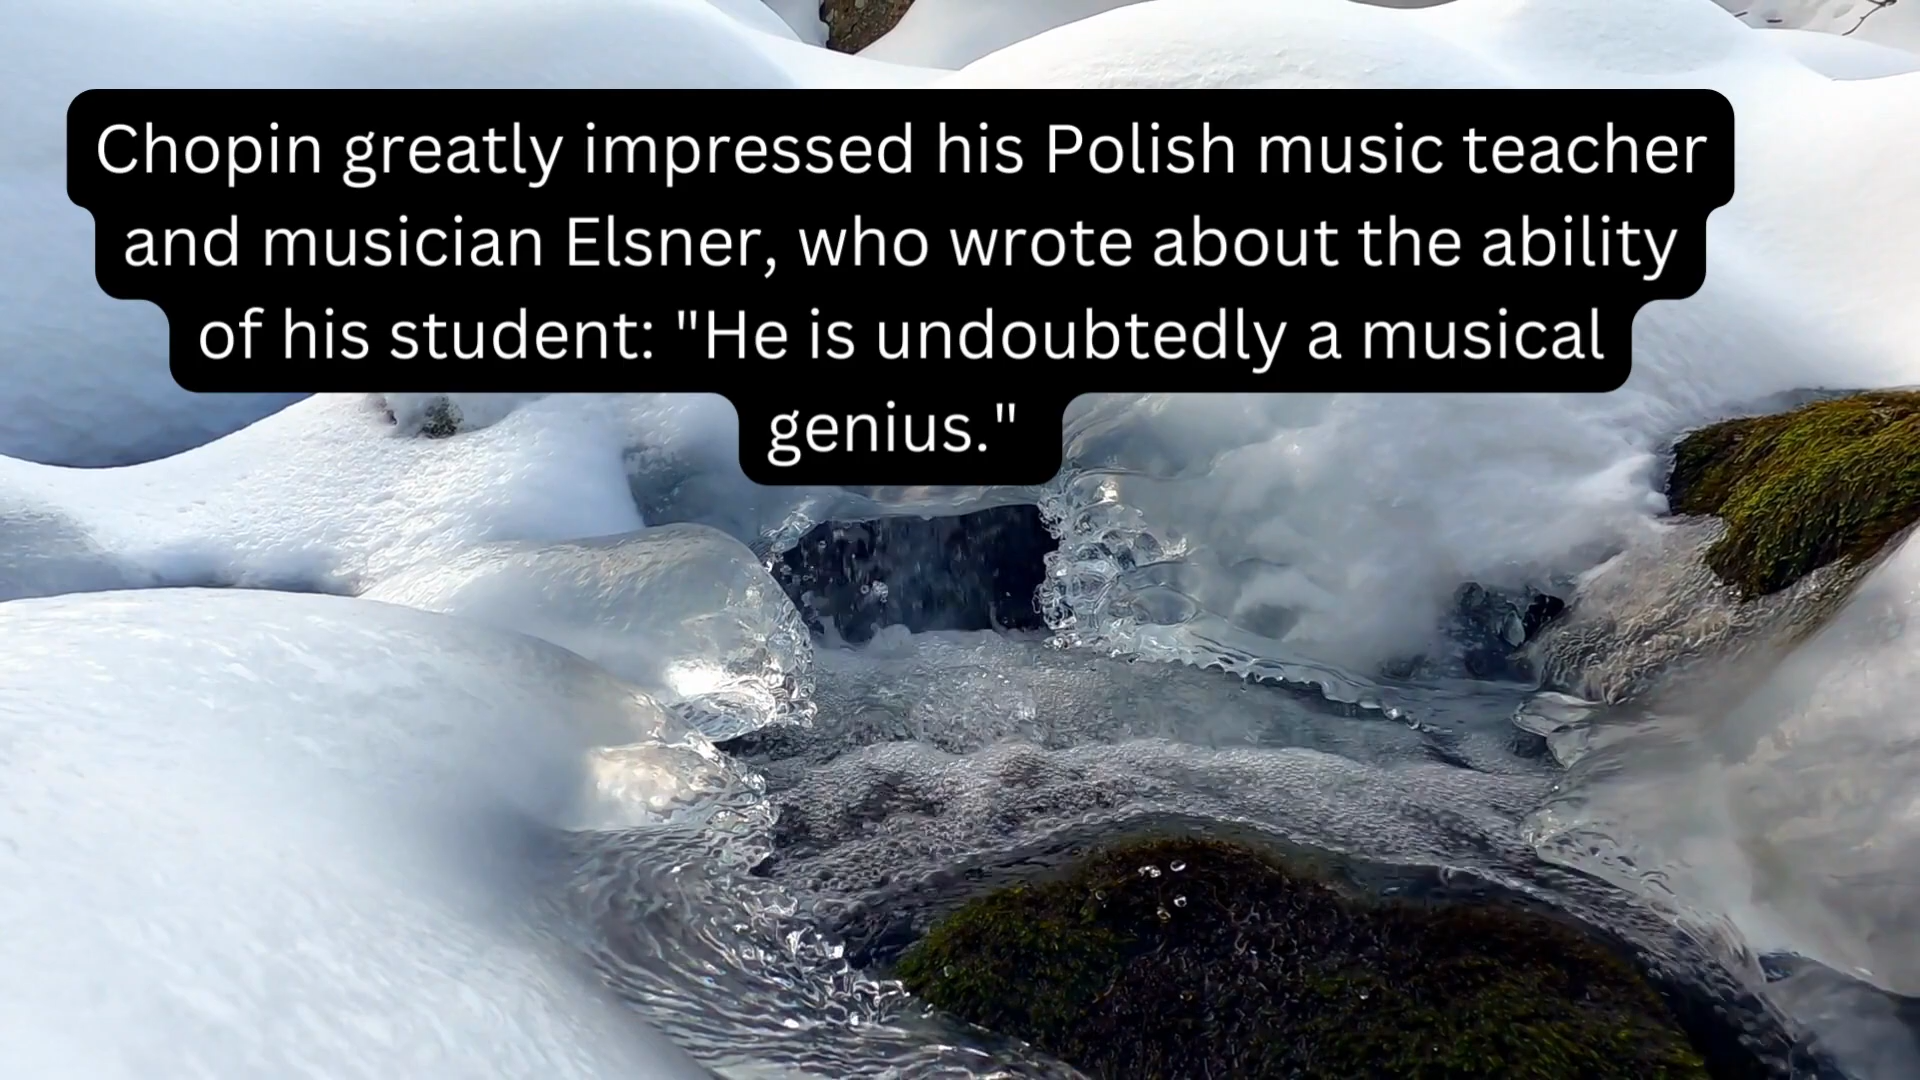 Chopin greatly impressed his Polish music teacher
and musician Elsner, who wrote about the ability
of his student: "He is undoubtedly a musical
genius."